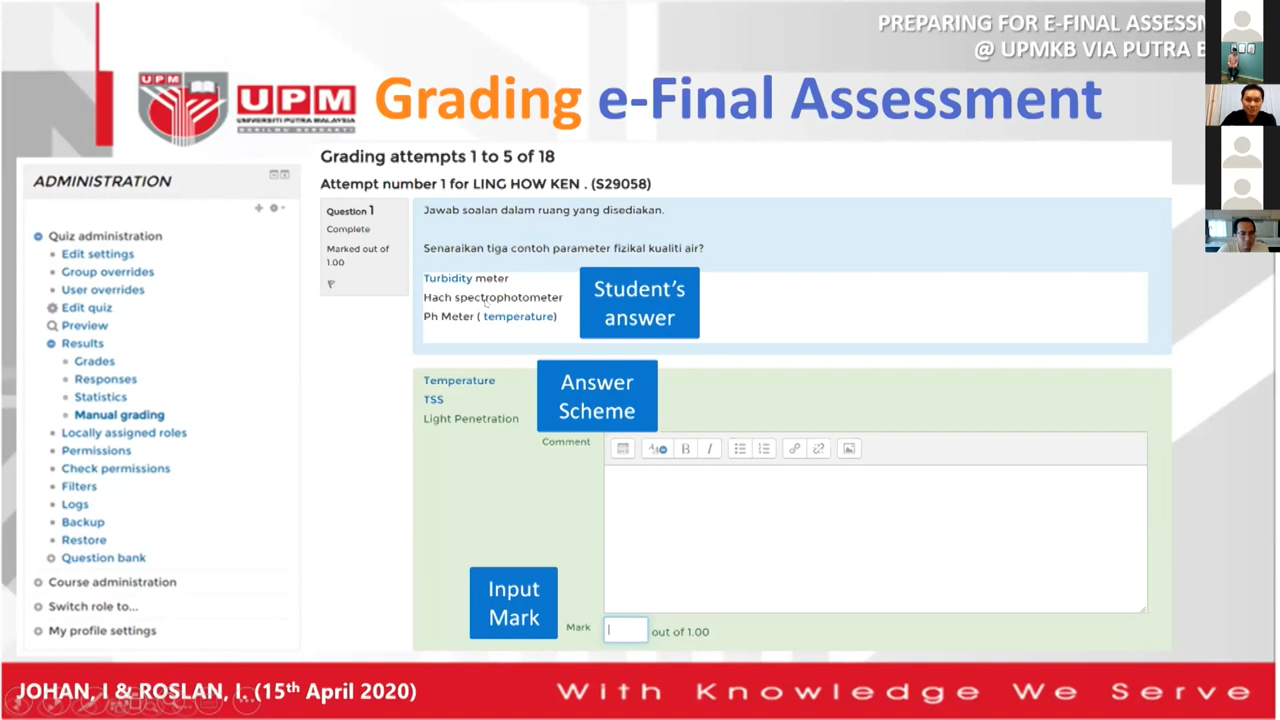 PREPARING FOR E-FINAL ASSESSM
@ UPMKB VIA PUTRA
UPM
UPM
UNIVERSITI PUTRA MALAYSIA
BERILMU BERBAKTI
Grading e-Final Assessment
Grading attempts 1 to 5 of 18
ADMINISTRATION
Attempt number 1 for LING HOW KEN . (S29058)
Question 1
Complete
Marked out of
1.00
Jawab soalan dalam ruang yang disediakan.
Senaraikan tiga contoh parameter fizikal kualiti air?
Turbidity meter
Hach spectrophotometer
Ph Meter ( temperature)
Student's
answer
Quiz administration
Edit settings
Group overrides
User overrides
Edit quiz
Preview
Results
Grades
Responses
Statistics
Manual grading
Locally assigned roles
Permissions
Check permissions
Filters
Logs
Backup
Restore
Question bank
Course administration
Switch role to...
My profile settings
Temperature
TSS
Light Penetration
Answer
Scheme
Comment
B I
Input
Mark
Mark
out of 1.00
JOHAN, I & ROSLAN, I. (15th April 2020)
With Knowledge We Serve